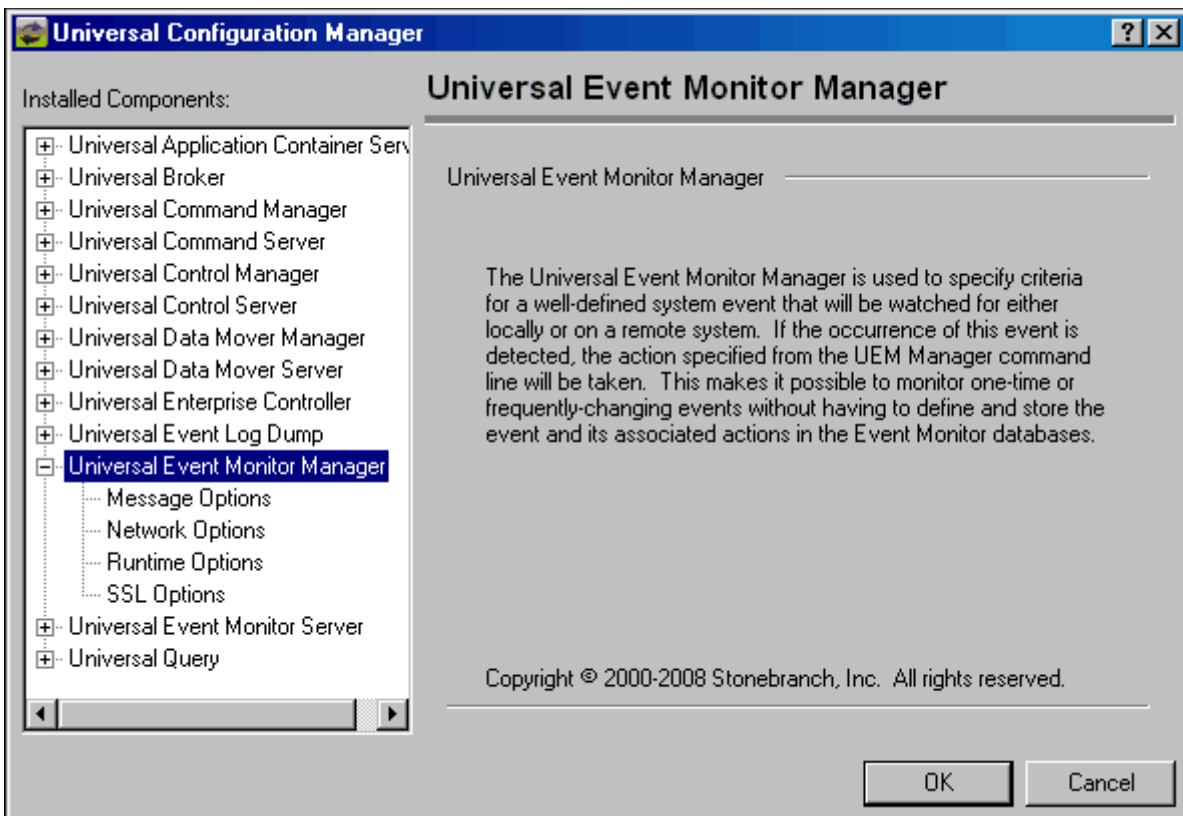 Universal Configuration Manager
Installed Components:
Universal Application Container Serv
Universal Broker
Universal Command Manager
Universal Command Server
Universal Control Manager
Universal Control Server
Universal Data Mover Manager
Universal Data Mover Server
Universal Enterprise Controller
Universal Event Log Dump
Universal Event Monitor Manager
Message Options
Network Options
Runtime Options
SSL Options
Universal Event Monitor Server
Universal Query
Universal Event Monitor Manager
Universal Event Monitor Manager
The Universal Event Monitor Manager is used to specify criteria
for a well-defined system event that will be watched for either
locally or on a remote system.  If the occurrence of this event is
detected, the action specified from the UEM Manager command
line will be taken.  This makes it possible to monitor one-time or
frequently-changing events without having to define and store the
event and its associated actions in the Event Monitor databases.
Copyright © 2000-2008 Stonebranch, Inc.  All rights reserved.
OK
Cancel